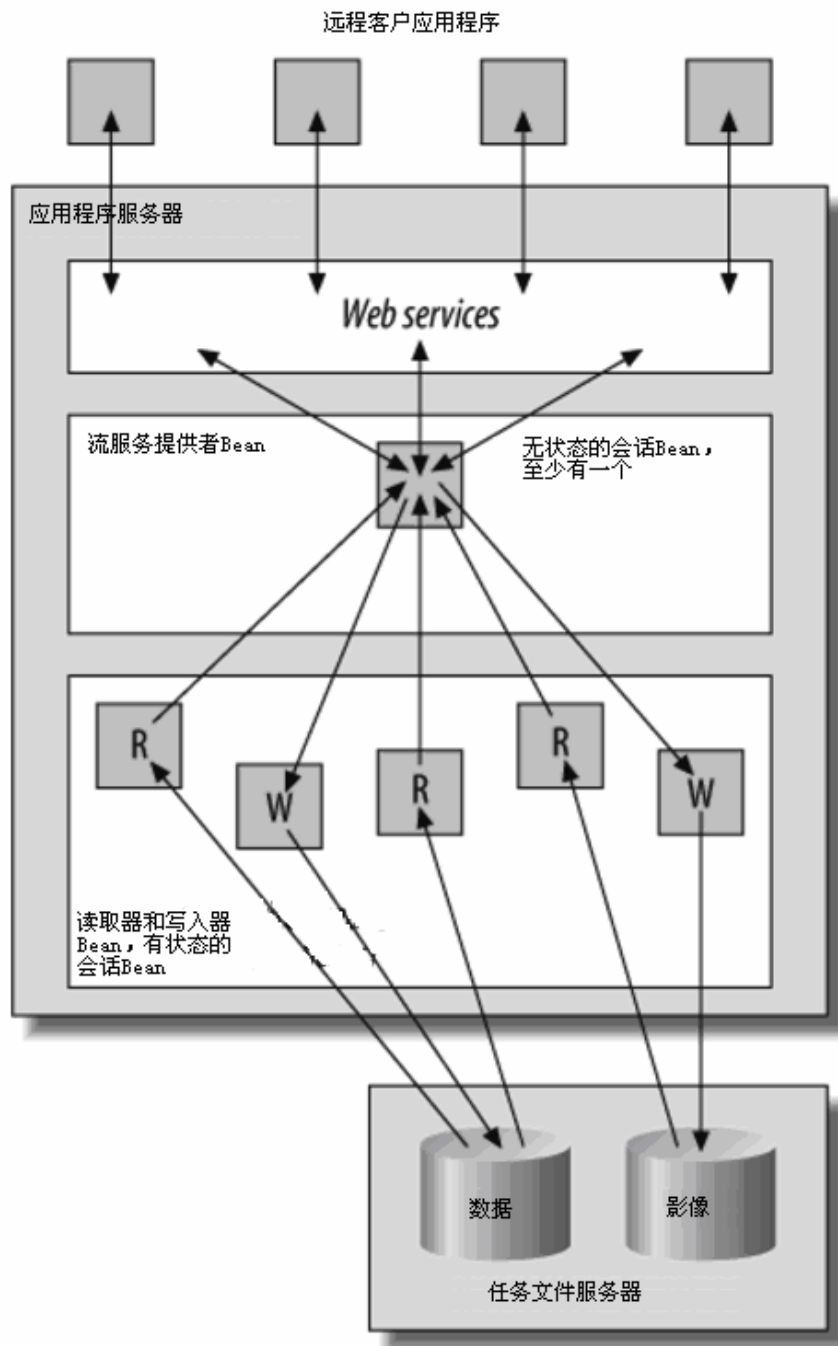 远程客户应用程序
应用程序服务器
Web services
流服务提供者Bean
无状态的会话Bean，
至少有一个
R
W
R
R
W
读取器和写入器
Bean，有状态的
会话Bean
数据
影像
任务文件服务器